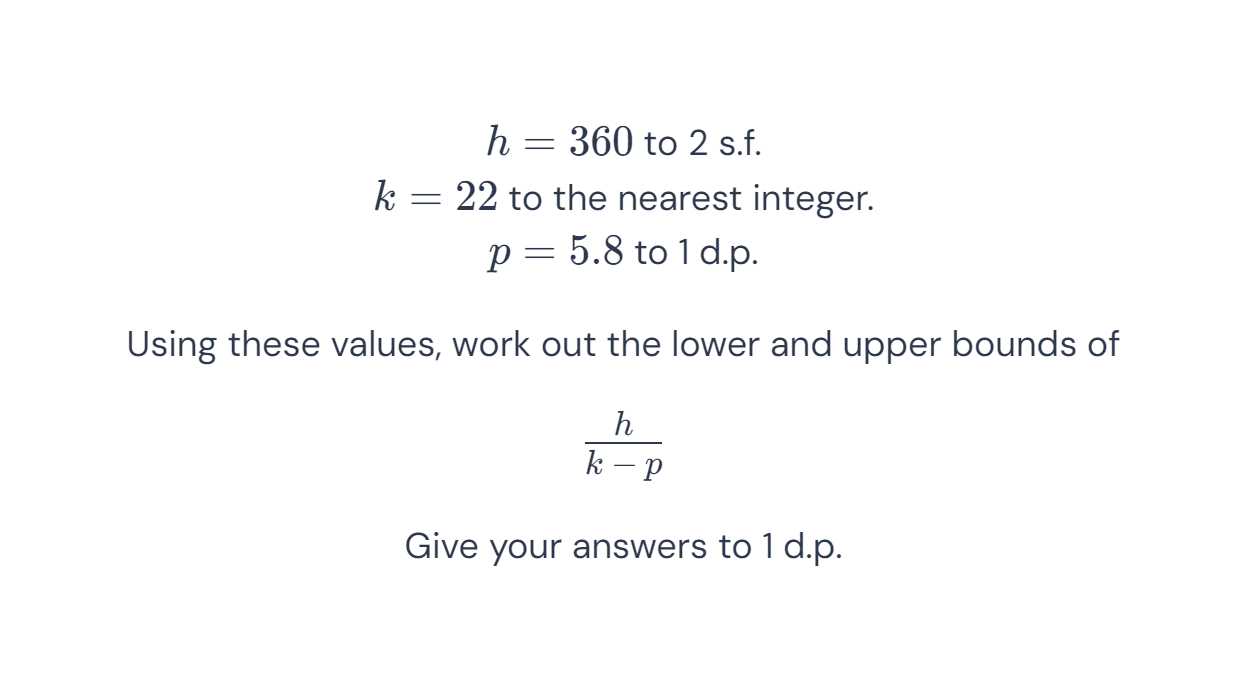 h = 360 to 2 s.f.
k = 22 to the nearest integer.
p = 5.8 to 1 d.p.
Using these values, work out the lower and upper bounds of
h
k − p
Give your answers to 1 d.p.